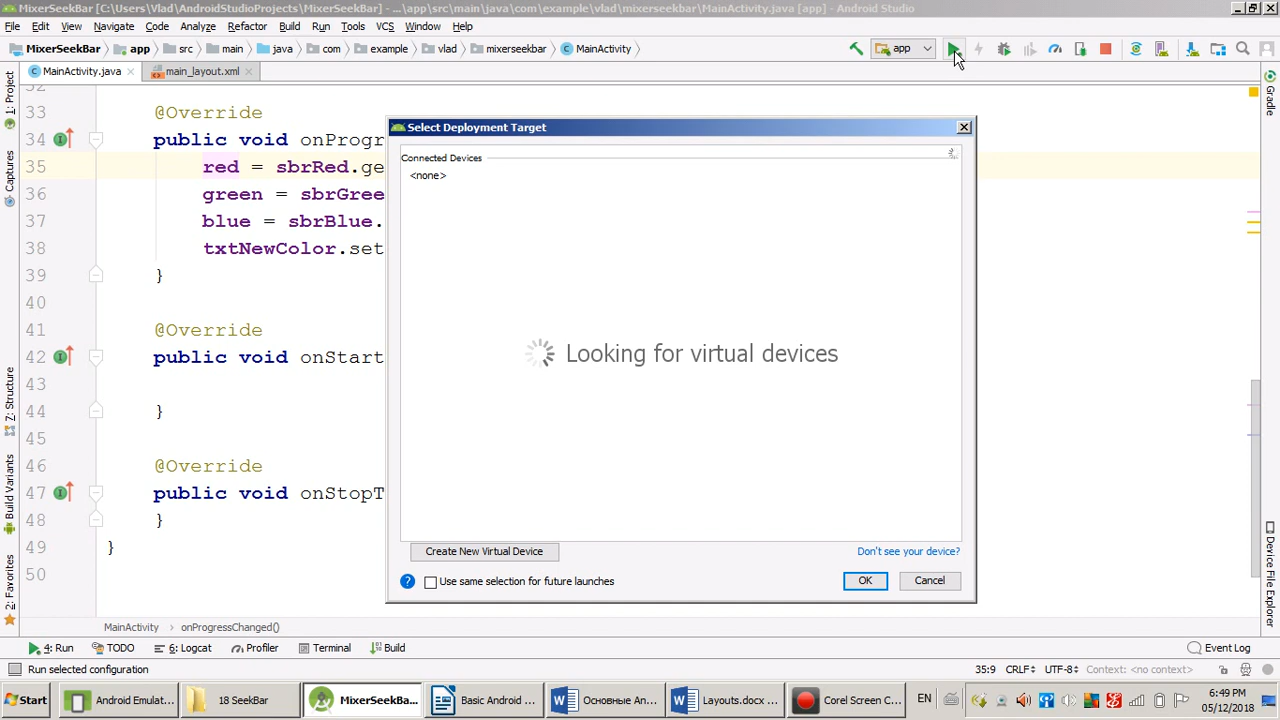 MixerSeekBar [C:\Users\Vlad\AndroidStudioProjects\MixerSeekBar] - ...\app\src\main\java\com\example\vlad\mixerseekbar\MainActivity.java [app] - Android Studio
File Edit View Navigate Code Analyze Refactor Build Run Tools VCS Window Help
MixerSeekBar app src main java com example vlad mixerseekbar MainActivity app
MainActivity.java main_layout.xml
1: Project
Captures
7: Structure
Build Variants
2: Favorites
Gradle
Device File Explorer
32
33 @Override
34 public void onProgr
35 red = sbrRed.ge
36 green = sbrGree
37 blue = sbrBlue.
38 txtNewColor.set
39 }
40
41 @Override
42 public void onStart
43
44 }
45
46 @Override
47 public void onStopT
48 }
49 }
50
Select Deployment Target
Connected Devices
<none>
Looking for virtual devices
Create New Virtual Device Don't see your device?
? Use same selection for future launches OK Cancel
MainActivity onProgressChanged()
4: Run TODO 6: Logcat Profiler Terminal Build Event Log
Run selected configuration 35:9 CRLF UTF-8 Context: <no context>
Start Android Emulat... 18 SeekBar MixerSeekBa... Basic Android ... Основные Ап... Layouts.docx ... Corel Screen C... EN 6:49 PM
05/12/2018